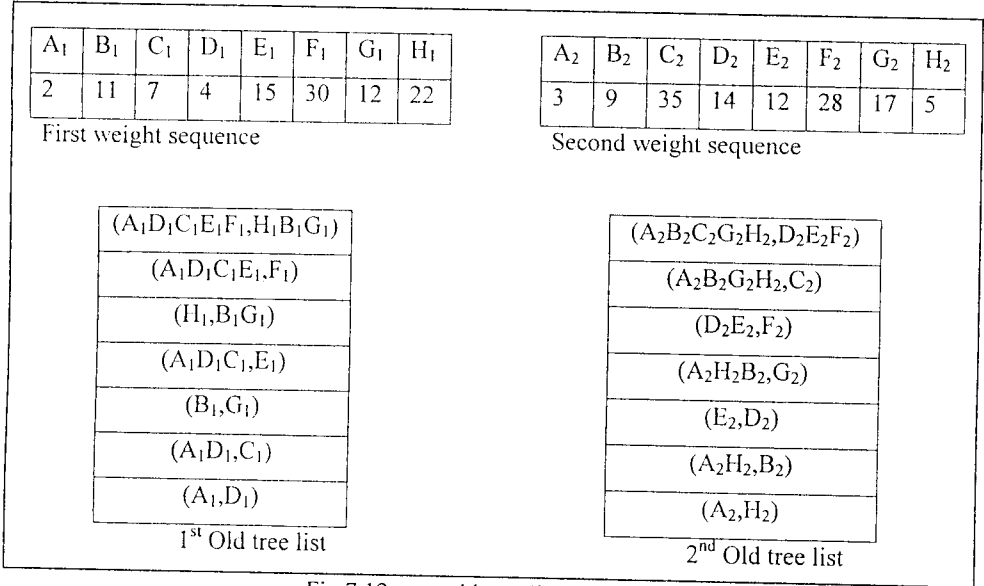 A₁ B₁ C₁ D₁ E₁ F₁ G₁ H₁
2 11 7 4 15 30 12 22
First weight sequence
A₂ B₂ C₂ D₂ E₂ F₂ G₂ H₂
3 9 35 14 12 28 17 5
Second weight sequence
(A₁D₁C₁E₁F₁,H₁B₁G₁)
(A₁D₁C₁E₁,F₁)
(H₁,B₁G₁)
(A₁D₁C₁,E₁)
(B₁,G₁)
(A₁D₁,C₁)
(A₁,D₁)
1ˢᵗ Old tree list
(A₂B₂C₂G₂H₂,D₂E₂F₂)
(A₂B₂G₂H₂,C₂)
(D₂E₂,F₂)
(A₂H₂B₂,G₂)
(E₂,D₂)
(A₂H₂,B₂)
(A₂,H₂)
2ⁿᵈ Old tree list